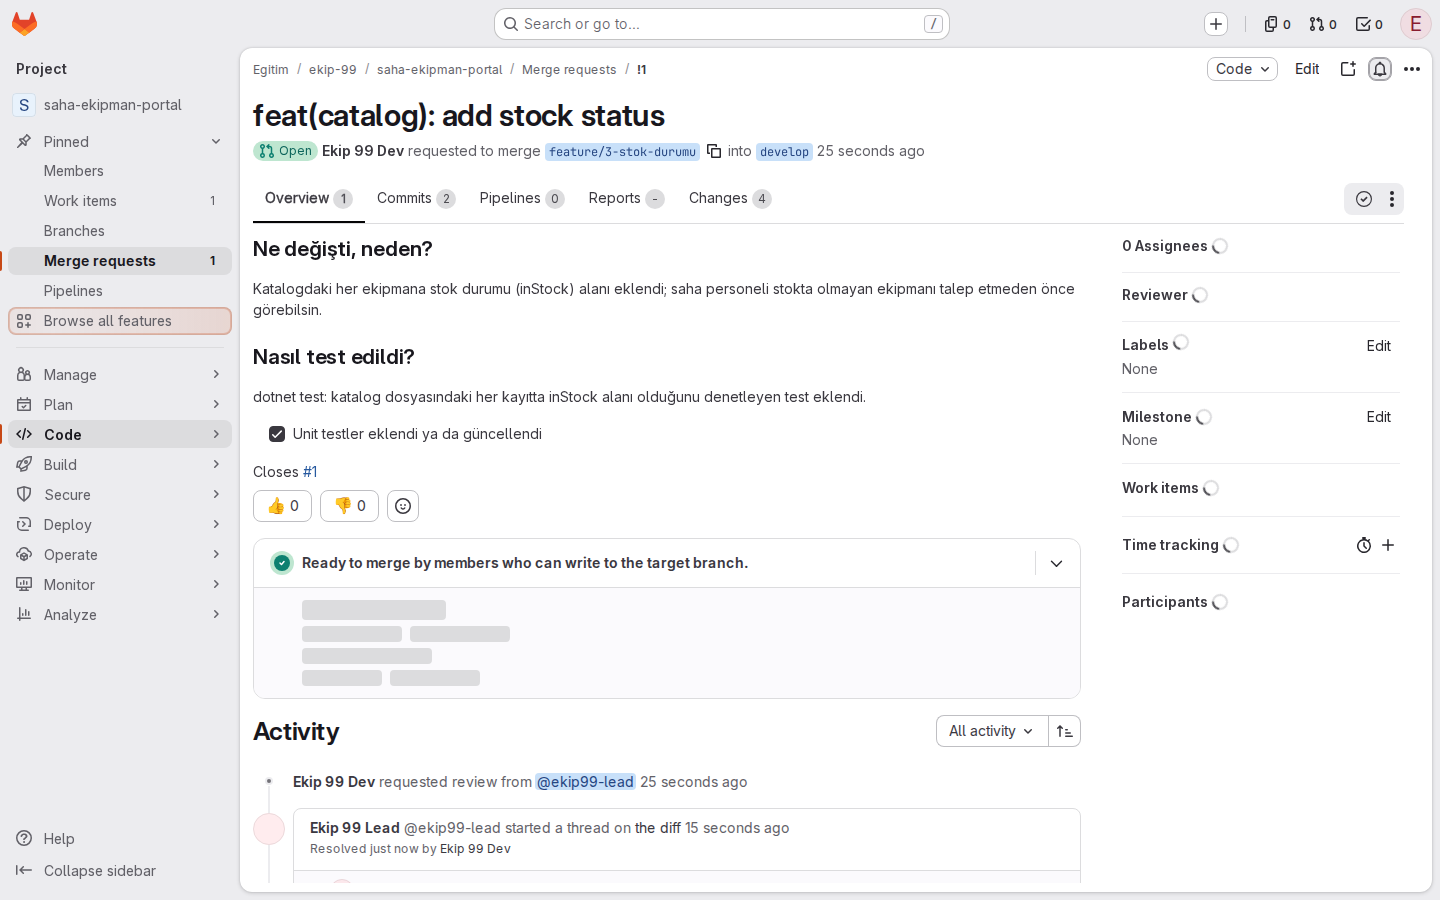 Search or go to...
/
0
0
0
E
Project
S
saha-ekipman-portal
Pinned
Members
Work items 1
Branches
Merge requests 1
Pipelines
Browse all features
Manage
Plan
Code
Build
Secure
Deploy
Operate
Monitor
Analyze
Help
Collapse sidebar
Egitim / ekip-99 / saha-ekipman-portal / Merge requests / !1
Code
Edit
feat(catalog): add stock status
Open Ekip 99 Dev requested to merge feature/3-stok-durumu into develop 25 seconds ago
Overview 1
Commits 2
Pipelines 0
Reports -
Changes 4
Ne değişti, neden?
Katalogdaki her ekipmana stok durumu (inStock) alanı eklendi; saha personeli stokta olmayan ekipmanı talep etmeden önce
görebilsin.
Nasıl test edildi?
dotnet test: katalog dosyasındaki her kayıtta inStock alanı olduğunu denetleyen test eklendi.
Unit testler eklendi ya da güncellendi
Closes #1
👍 0
👎 0
Ready to merge by members who can write to the target branch.
Activity
All activity
Ekip 99 Dev requested review from @ekip99-lead 25 seconds ago
Ekip 99 Lead @ekip99-lead started a thread on the diff 15 seconds ago
Resolved just now by Ekip 99 Dev
0 Assignees
Reviewer
Labels
Edit
None
Milestone
Edit
None
Work items
Time tracking
Participants